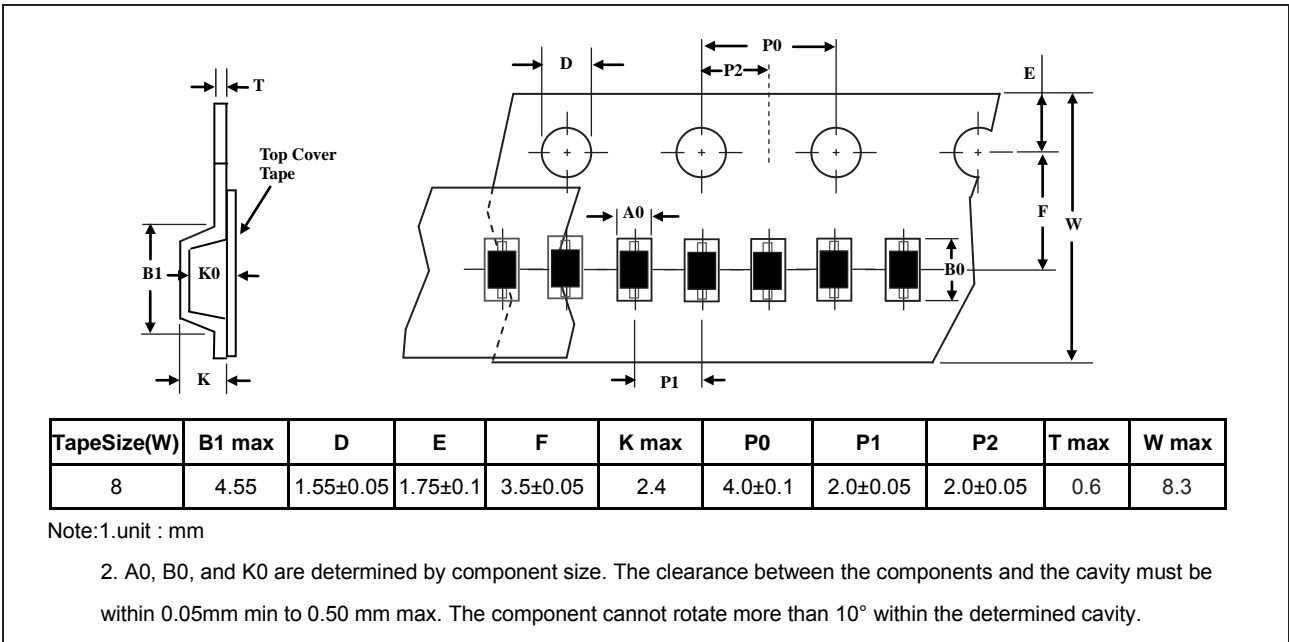 P0
D
P2
E
T
Top Cover
Tape
A0
F
W
B1
K0
B0
K
P1
TapeSize(W) B1 max D E F K max P0 P1 P2 T max W max
8 4.55 1.55±0.05 1.75±0.1 3.5±0.05 2.4 4.0±0.1 2.0±0.05 2.0±0.05 0.6 8.3
Note:1.unit : mm
2. A0, B0, and K0 are determined by component size. The clearance between the components and the cavity must be
within 0.05mm min to 0.50 mm max. The component cannot rotate more than 10° within the determined cavity.